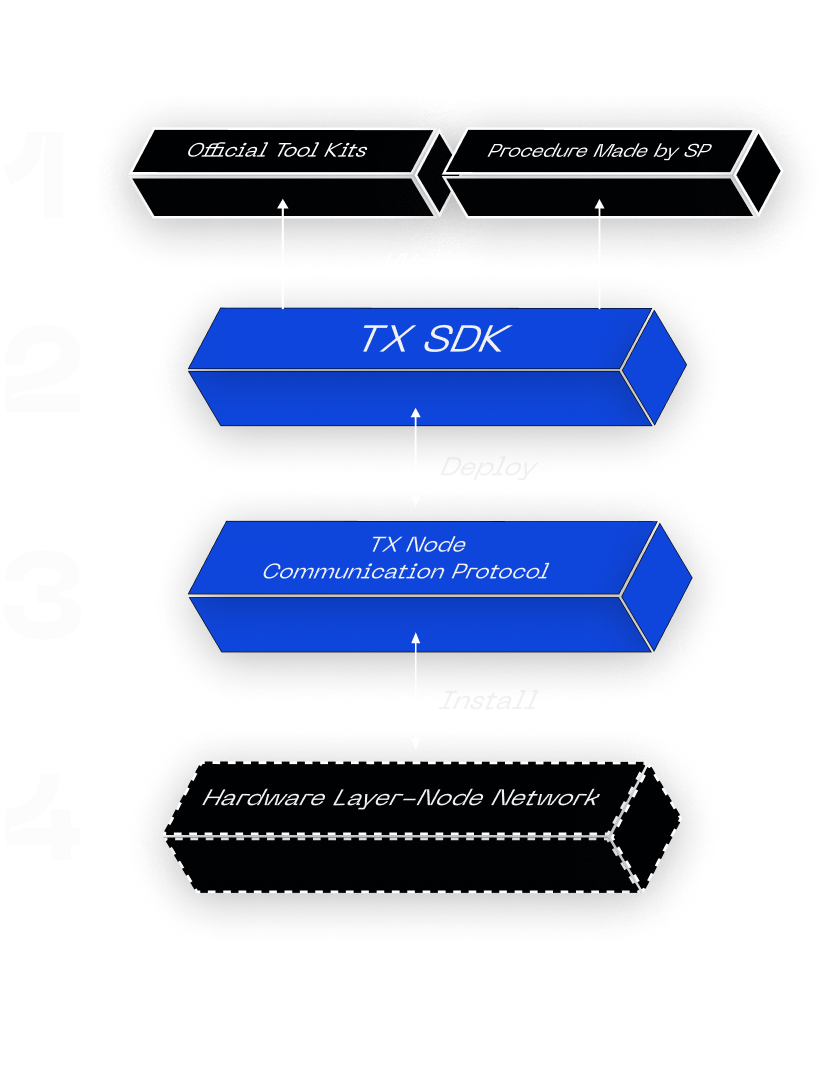 1
Official Tool Kits
Procedure Made by SP
2
TX SDK
Deploy
3
TX Node
Communication Protocol
Install
4
Hardware Layer–Node Network